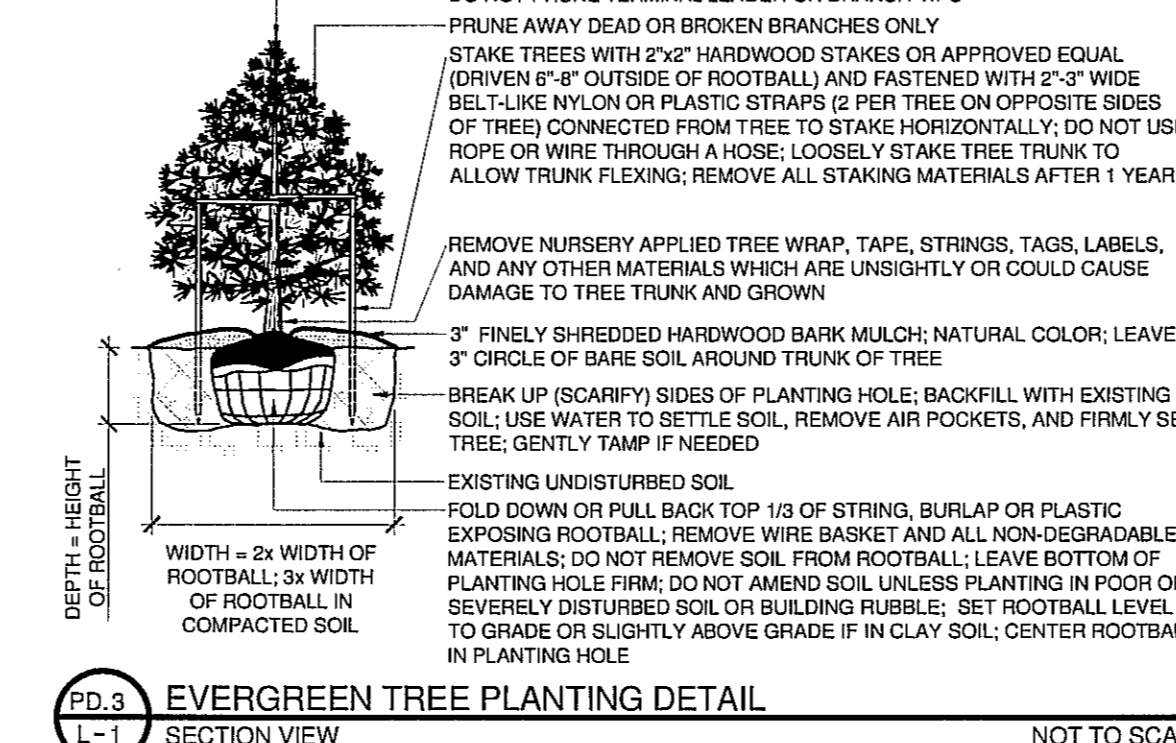 PRUNE AWAY DEAD OR BROKEN BRANCHES ONLY
STAKE TREES WITH 2"x2" HARDWOOD STAKES OR APPROVED EQUAL
(DRIVEN 6"-8" OUTSIDE OF ROOTBALL) AND FASTENED WITH 2"-3" WIDE
BELT-LIKE NYLON OR PLASTIC STRAPS (2 PER TREE ON OPPOSITE SIDES
OF TREE) CONNECTED FROM TREE TO STAKE HORIZONTALLY; DO NOT US
ROPE OR WIRE THROUGH A HOSE; LOOSELY STAKE TREE TRUNK TO
ALLOW TRUNK FLEXING; REMOVE ALL STAKING MATERIALS AFTER 1 YEAR
REMOVE NURSERY APPLIED TREE WRAP, TAPE, STRINGS, TAGS, LABELS,
AND ANY OTHER MATERIALS WHICH ARE UNSIGHTLY OR COULD CAUSE
DAMAGE TO TREE TRUNK AND GROWN
3" FINELY SHREDDED HARDWOOD BARK MULCH; NATURAL COLOR; LEAVE
3" CIRCLE OF BARE SOIL AROUND TRUNK OF TREE
BREAK UP (SCARIFY) SIDES OF PLANTING HOLE; BACKFILL WITH EXISTING
SOIL; USE WATER TO SETTLE SOIL, REMOVE AIR POCKETS, AND FIRMLY SE
TREE; GENTLY TAMP IF NEEDED
EXISTING UNDISTURBED SOIL
FOLD DOWN OR PULL BACK TOP 1/3 OF STRING, BURLAP OR PLASTIC
EXPOSING ROOTBALL; REMOVE WIRE BASKET AND ALL NON-DEGRADABLE
MATERIALS; DO NOT REMOVE SOIL FROM ROOTBALL; LEAVE BOTTOM OF
PLANTING HOLE FIRM; DO NOT AMEND SOIL UNLESS PLANTING IN POOR O
SEVERELY DISTURBED SOIL OR BUILDING RUBBLE; SET ROOTBALL LEVEL
TO GRADE OR SLIGHTLY ABOVE GRADE IF IN CLAY SOIL; CENTER ROOTBA
IN PLANTING HOLE
DEPTH = HEIGHT
OF ROOTBALL
WIDTH = 2x WIDTH OF
ROOTBALL; 3x WIDTH
OF ROOTBALL IN
COMPACTED SOIL
PD.3
L-1
EVERGREEN TREE PLANTING DETAIL
SECTION VIEW
NOT TO SCA